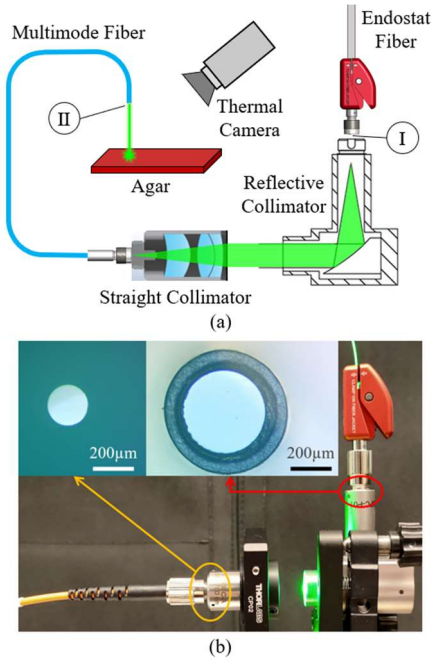 Multimode Fiber
Endostat
Fiber
II
Thermal
Camera
I
Agar
Reflective
Collimator
Straight Collimator
(a)
200μm
200μm
THORLABS
CP02
(b)